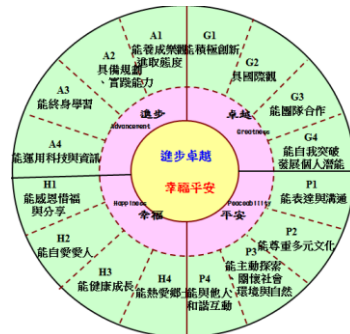 A1
能養成樂觀
進取態度
G1
能積極創新
A2
具備規劃
、實踐能力
G2
具國際觀
A3
能終身學習
G3
能團隊合作
A4
能運用科技與資訊
G4
能自我突破
發展個人潛能
進步
Advancement
卓越
Greatness
進步卓越
幸福平安
Happiness
幸福
Peaceability
平安
H1
能感恩惜福
與分享
P1
能表達與溝通
H2
能自愛愛人
P2
能尊重多元文化
H3
能健康成長
P3
能主動探索
關懷社會
環境與自然
H4
能熱愛鄉土
P4
能與他人
和諧互動